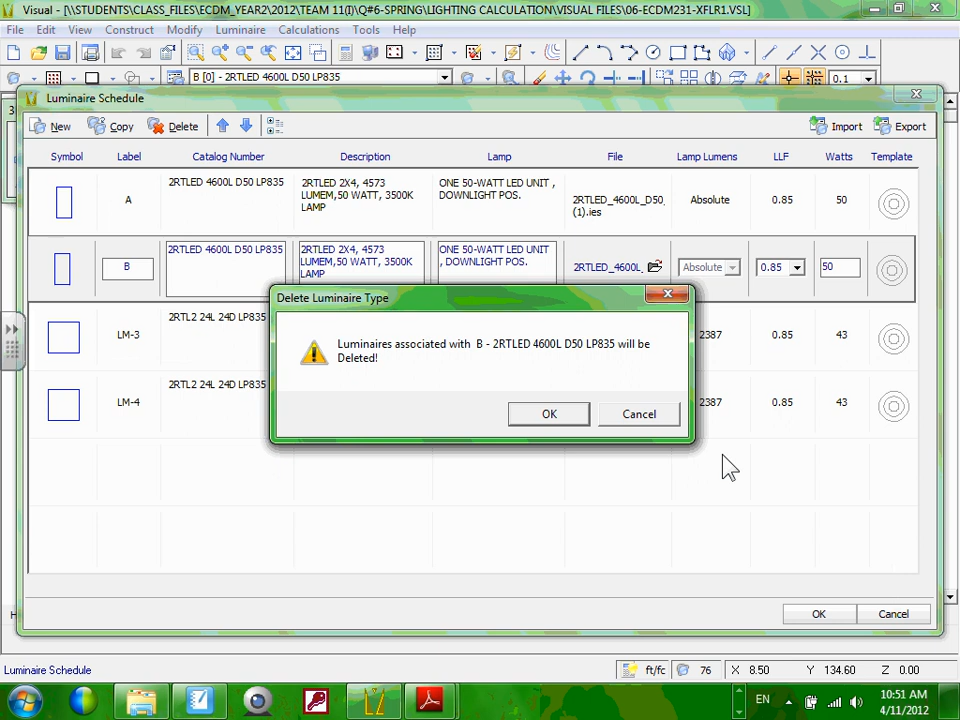 Visual - [\\STUDENTS\CLASS_FILES\ECDM_YEAR2\2012\TEAM 11(I)\Q#6-SPRING\LIGHTING CALCULATION\VISUAL FILES\06-ECDM231-XFLR1.VSL]
File Edit View Construct Modify Luminaire Calculations Tools Help
B [0] - 2RTLED 4600L D50 LP835
0.1
3
Luminaire Schedule
New Copy Delete Import Export
Symbol Label Catalog Number Description Lamp File Lamp Lumens LLF Watts Template
A
2RTLED 4600L D50 LP835
2RTLED 2X4, 4573
LUMEM,50 WATT, 3500K
LAMP
ONE 50-WATT LED UNIT ,
DOWNLIGHT POS.
2RTLED_4600L_D50_
(1).ies
Absolute 0.85 50
B
2RTLED 4600L D50 LP835
2RTLED 2X4, 4573
LUMEM,50 WATT, 3500K
LAMP
ONE 50-WATT LED UNIT
, DOWNLIGHT POS.
2RTLED_4600L_
Absolute 0.85 50
Delete Luminaire Type
Luminaires associated with B - 2RTLED 4600L D50 LP835 will be
Deleted!
OK Cancel
LM-3 2RTL2 24L 24D LP835 2387 0.85 43
LM-4 2RTL2 24L 24D LP835 2387 0.85 43
OK Cancel
Luminaire Schedule ft/fc 76 X 8.50 Y 134.60 Z 0.00
EN
10:51 AM
4/11/2012